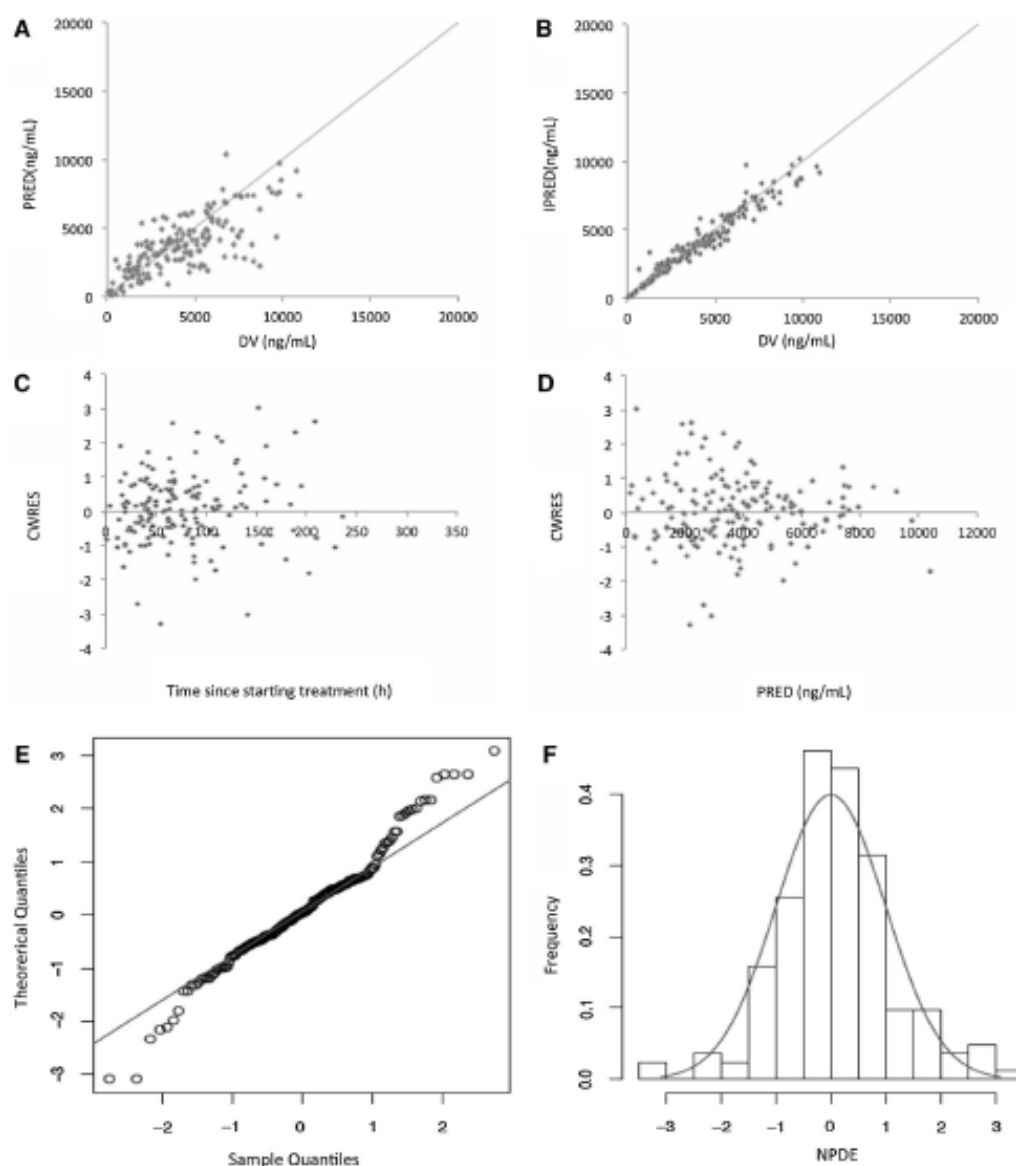 A
20000
15000
10000
5000
0
PRED(ng/mL)
0 5000 10000 15000 20000
DV (ng/mL)
B
20000
15000
10000
5000
0
IPRED(ng/mL)
0 5000 10000 15000 20000
DV (ng/mL)
C
4
3
2
1
0
-1
-2
-3
-4
CWRES
0 50 100 150 200 250 300 350
Time since starting treatment (h)
D
4
3
2
1
0
-1
-2
-3
-4
CWRES
0 2000 4000 6000 8000 10000 12000
PRED (ng/mL)
E
3
2
1
0
-1
-2
-3
Theorerical Quantiles
-2 -1 0 1 2
Sample Quantiles
F
0.4
0.3
0.2
0.1
0.0
Frequency
-3 -2 -1 0 1 2 3
NPDE